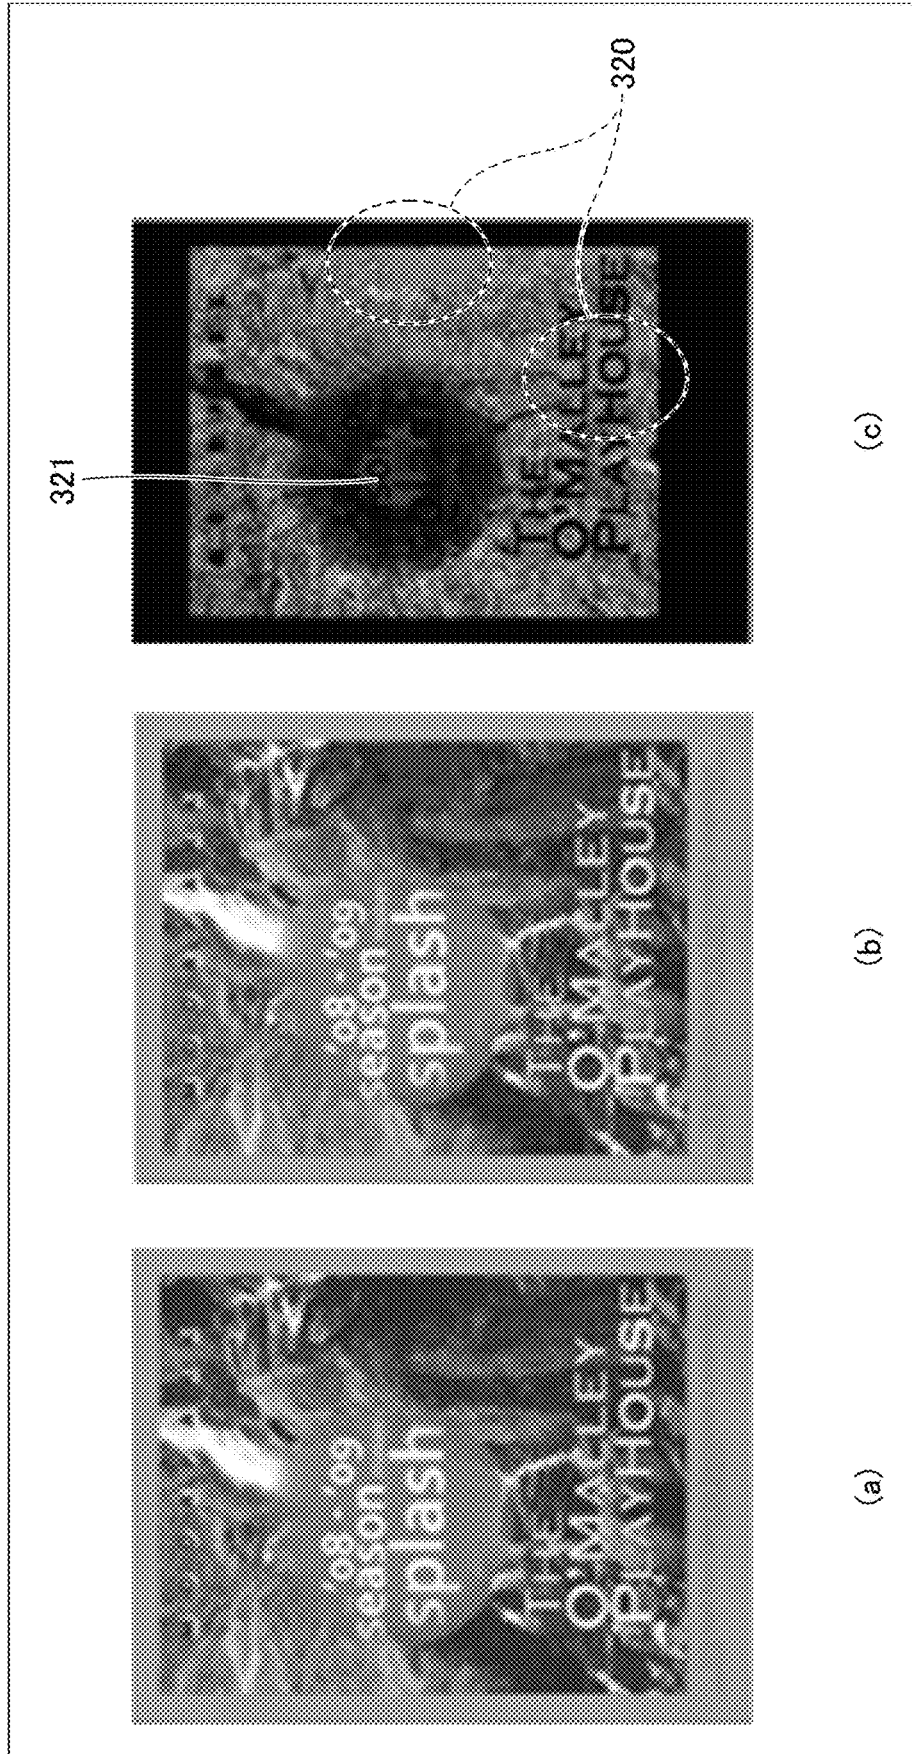 '08-'09
season
splash
THE
O'MALLEY
PLAYHOUSE
(a)
'08-'09
season
splash
THE
O'MALLEY
PLAYHOUSE
(b)
321
THE
O'MALLEY
PLAYHOUSE
320
(c)